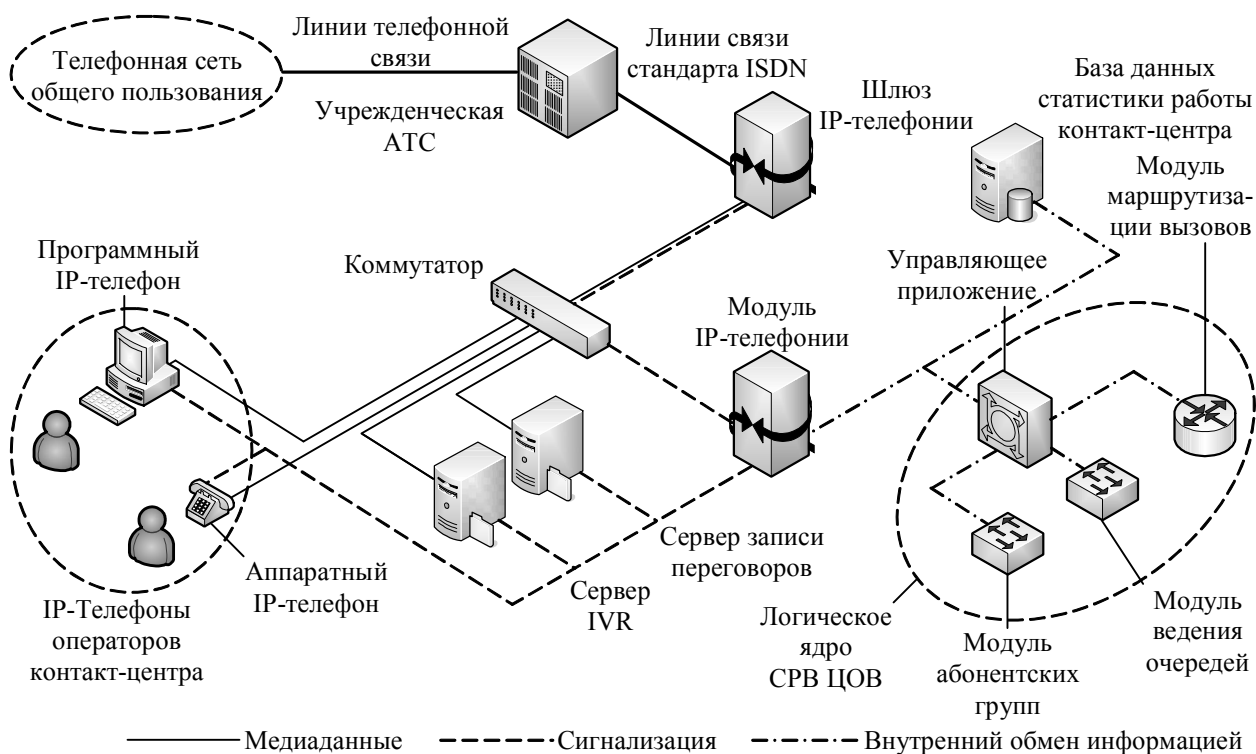 Телефонная сеть
общего пользования
Линии телефонной
связи
Учрежденческая
АТС
Линии связи
стандарта ISDN
Шлюз
IP-телефонии
База данных
статистики работы
контакт-центра
Модуль
маршрутиза-
ции вызовов
Программный
IP-телефон
Коммутатор
Модуль
IP-телефонии
Управляющее
приложение
Аппаратный
IP-телефон
IP-Телефоны
операторов
контакт-центра
Сервер
IVR
Сервер записи
переговоров
Логическое
ядро
СРВ ЦОВ
Модуль
абонентских
групп
Модуль
ведения
очередей
Медиаданные
Сигнализация
Внутренний обмен информацией